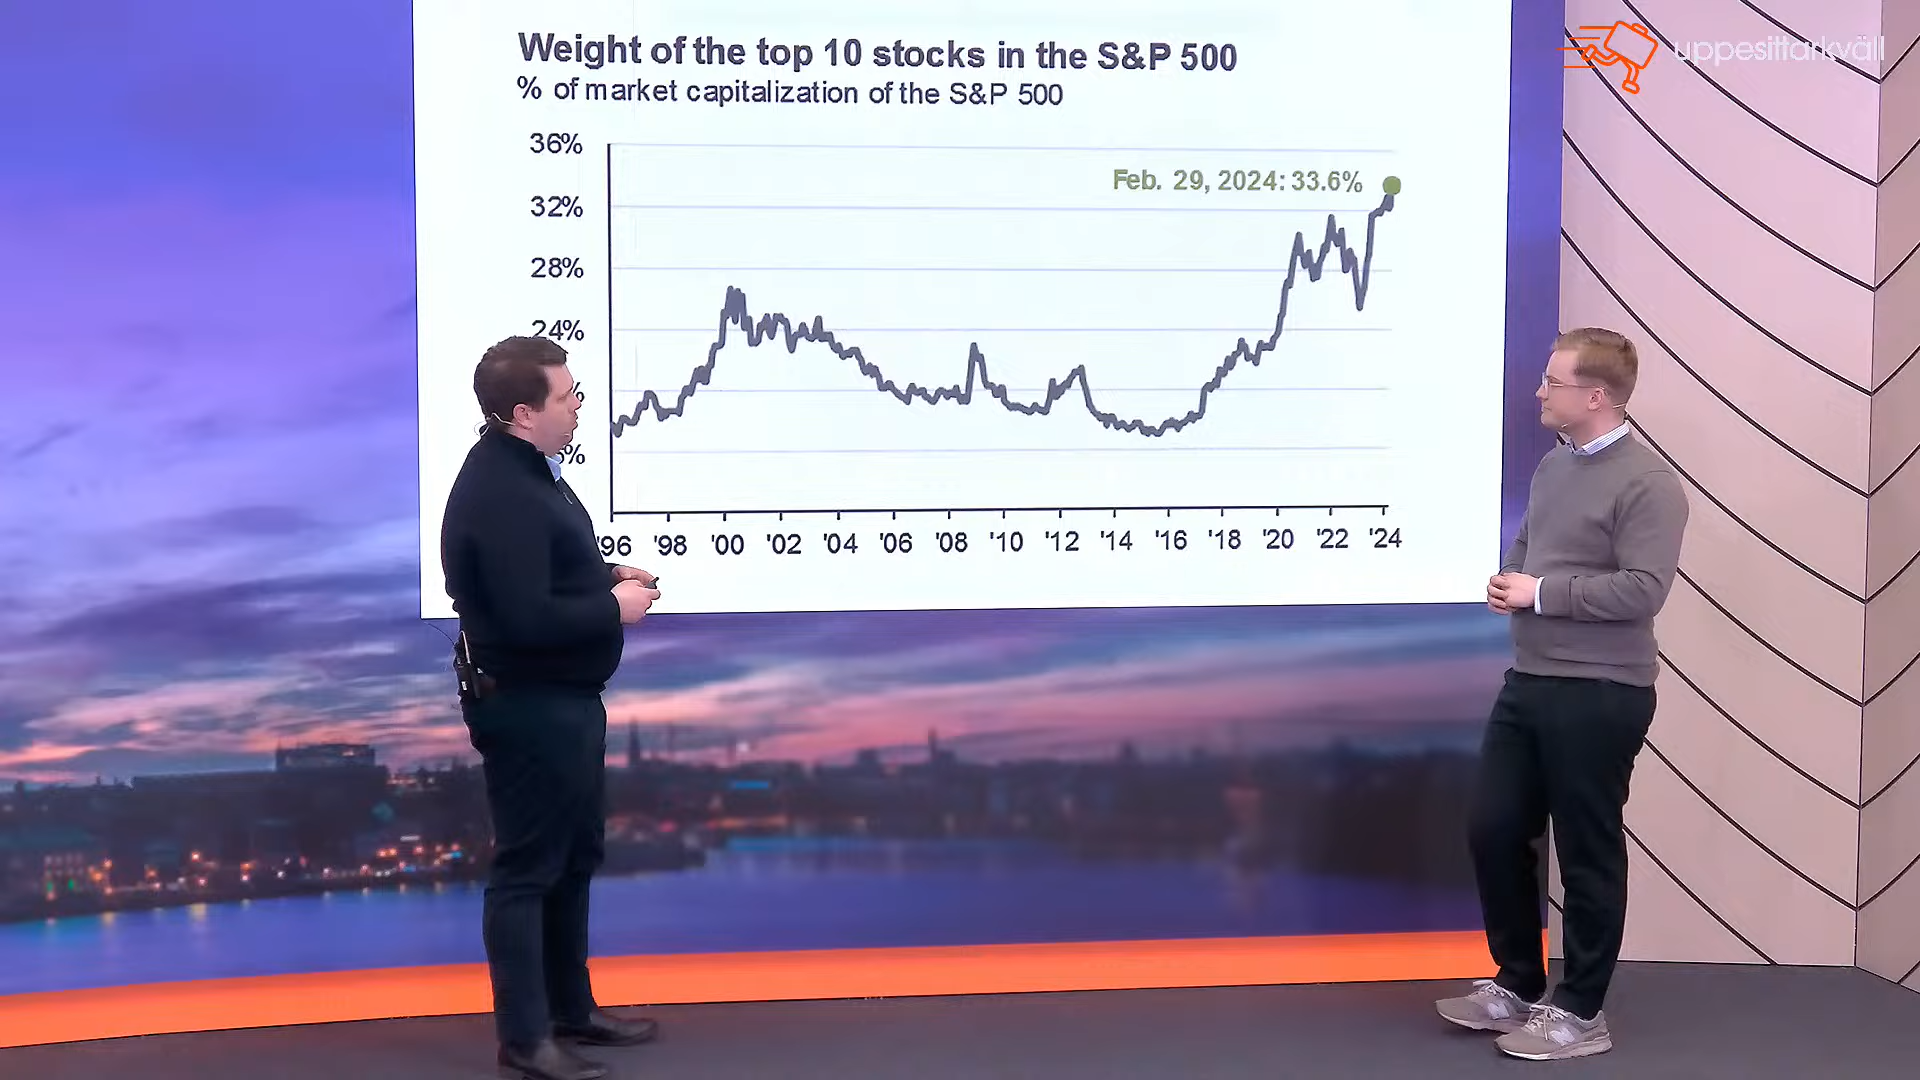 Weight of the top 10 stocks in the S&P 500
% of market capitalization of the S&P 500
uppesittarkväll
36%
Feb. 29, 2024: 33.6%
32%
28%
24%
%
6%
'96 '98 '00 '02 '04 '06 '08 '10 '12 '14 '16 '18 '20 '22 '24